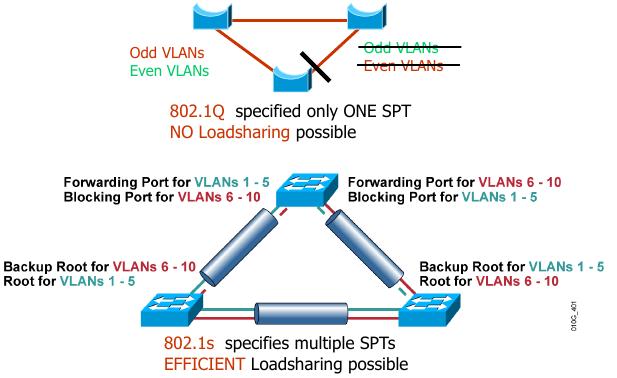 Odd VLANs
Even VLANs
Odd VLANs
Even VLANs
802.1Q specified only ONE SPT
NO Loadsharing possible
Forwarding Port for VLANs 1 - 5
Blocking Port for VLANs 6 - 10
Forwarding Port for VLANs 6 - 10
Blocking Port for VLANs 1 - 5
Backup Root for VLANs 6 - 10
Root for VLANs 1 - 5
Backup Root for VLANs 1 - 5
Root for VLANs 6 - 10
010G_401
802.1s specifies multiple SPTs
EFFICIENT Loadsharing possible